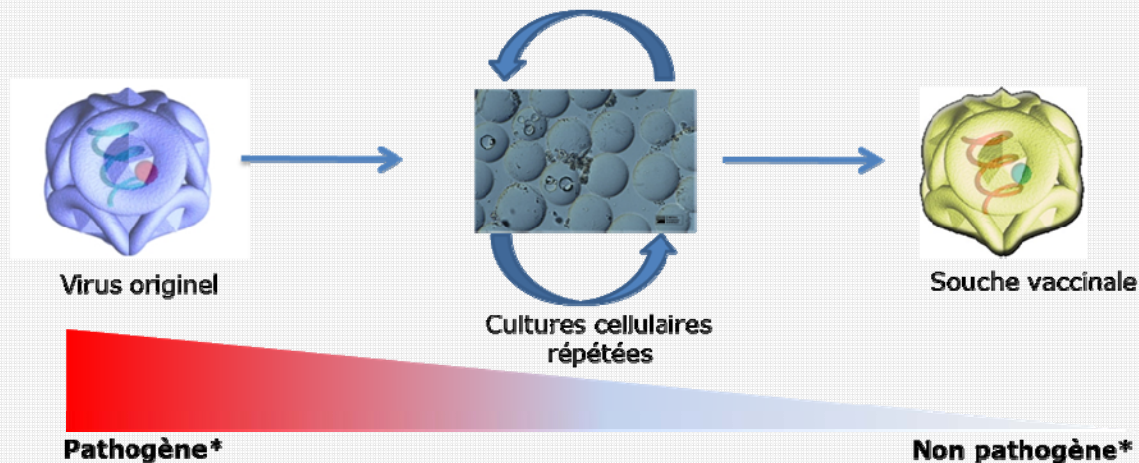 Virus originel
Souche vaccinale
Cultures cellulaires
répétées
Pathogène*
Non pathogène*